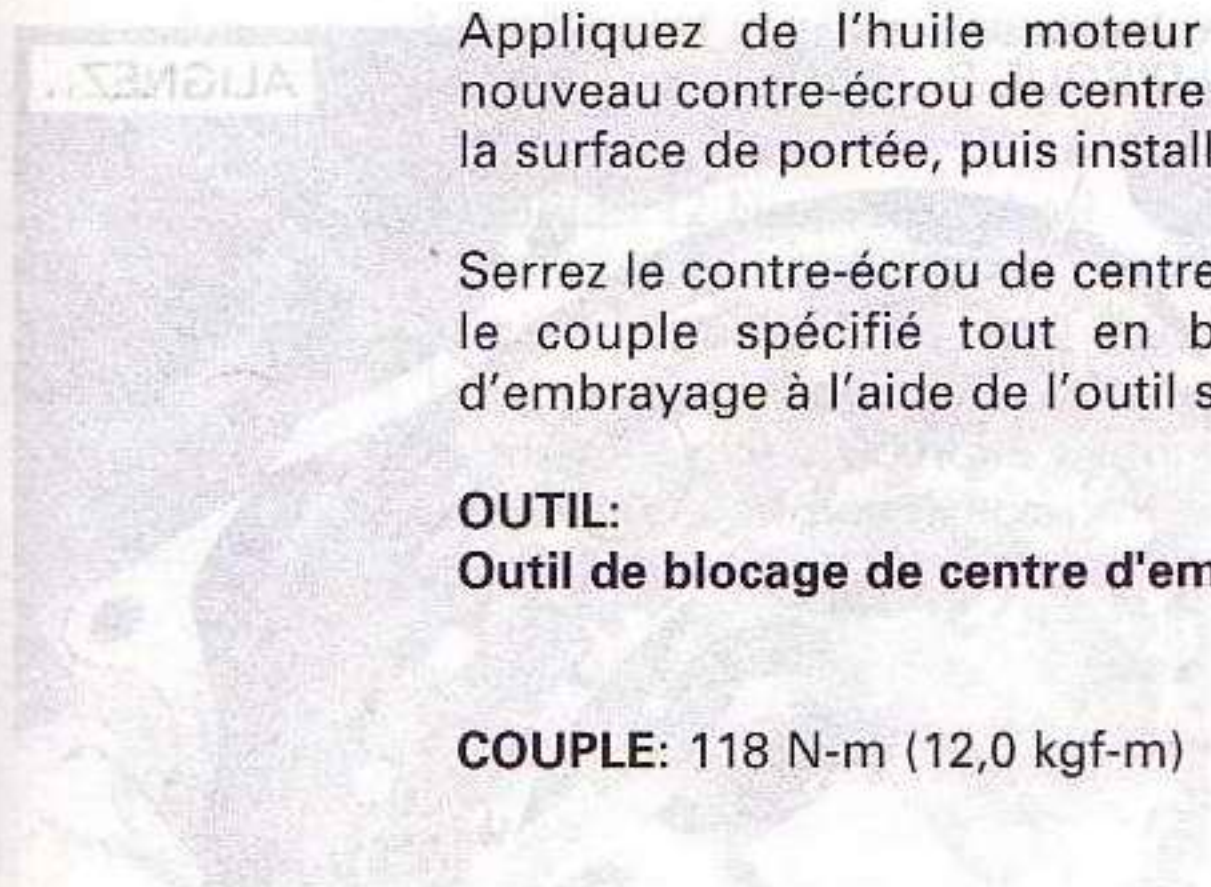 ALIGNEZ
Appliquez de l'huile moteur
nouveau contre-écrou de centre
la surface de portée, puis install
Serrez le contre-écrou de centre
le couple spécifié tout en b
d'embrayage à l'aide de l'outil s
OUTIL:
Outil de blocage de centre d'em
COUPLE: 118 N-m (12,0 kgf-m)